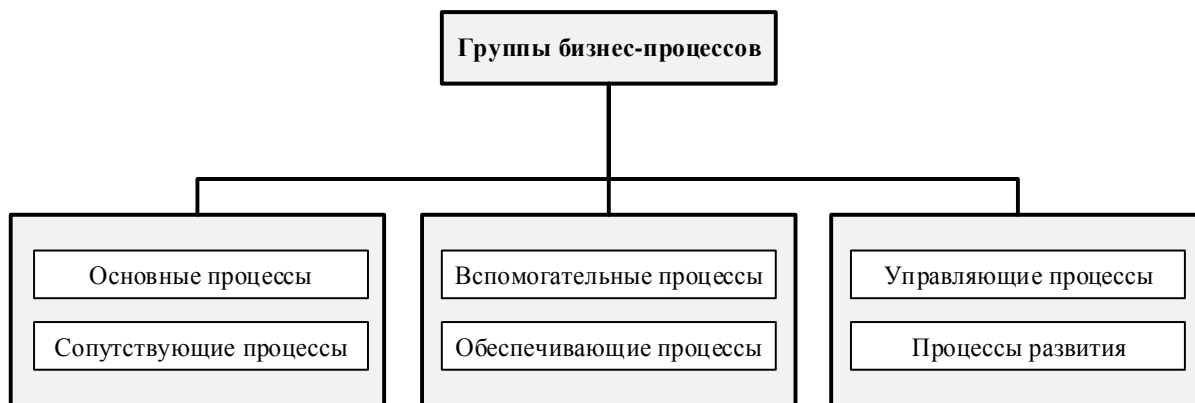 Группы бизнес-процессов
Основные процессы
Сопутствующие процессы
Вспомогательные процессы
Обеспечивающие процессы
Управляющие процессы
Процессы развития